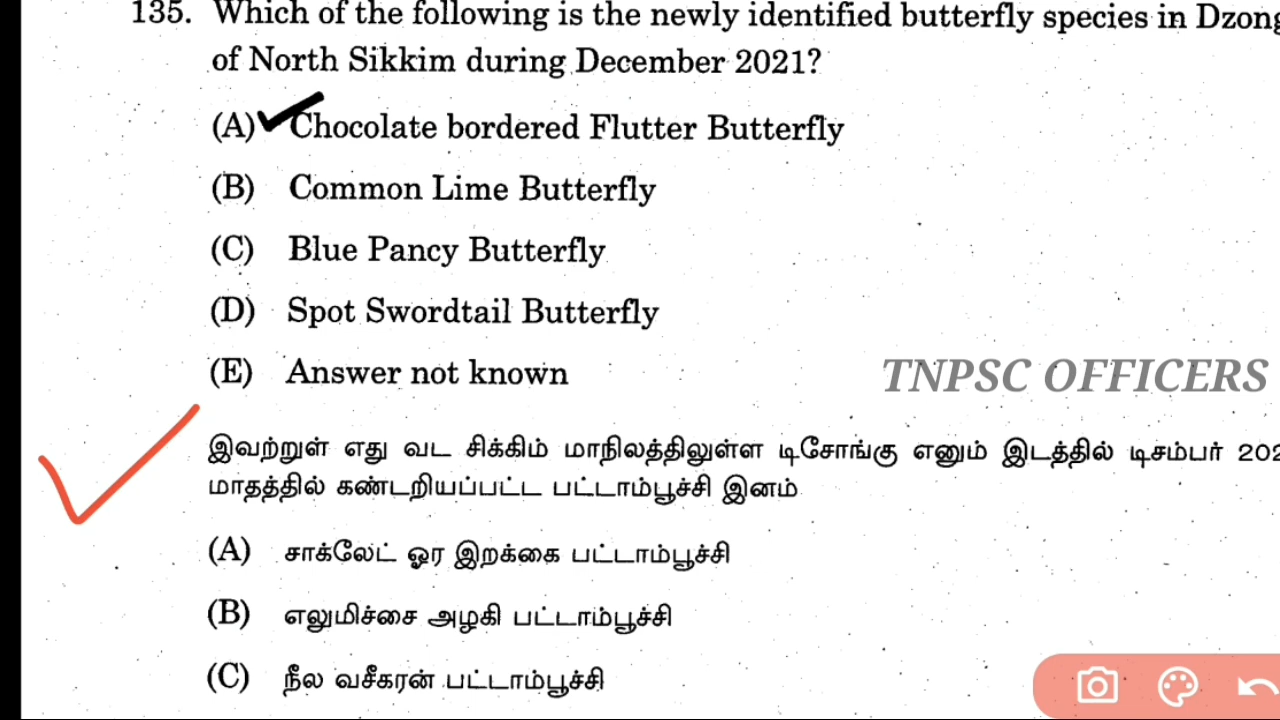 135. Which of the following is the newly identified butterfly species in Dzong
of North Sikkim during December 2021?
(A) Chocolate bordered Flutter Butterfly
(B) Common Lime Butterfly
(C) Blue Pancy Butterfly
(D) Spot Swordtail Butterfly
(E) Answer not known
TNPSC OFFICERS
இவற்றுள் எது வட சிக்கிம் மாநிலத்திலுள்ள டிசோங்கு எனும் இடத்தில் டிசம்பர் 202
மாதத்தில் கண்டறியப்பட்ட பட்டாம்பூச்சி இனம்
(A) சாக்லேட் ஓர இறக்கை பட்டாம்பூச்சி
(B) எலுமிச்சை அழகி பட்டாம்பூச்சி
(C) நீல வசீகரன் பட்டாம்பூச்சி